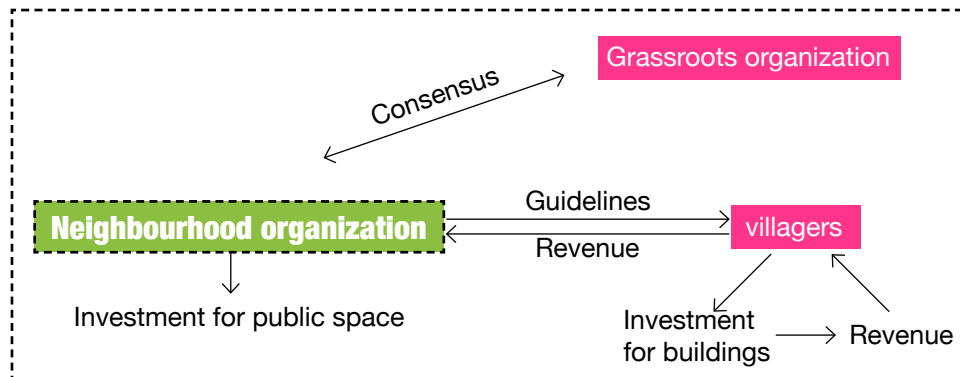 Grassroots organization
Consensus
Neighbourhood organization
Guidelines
Revenue
villagers
Investment for public space
Investment
for buildings
Revenue